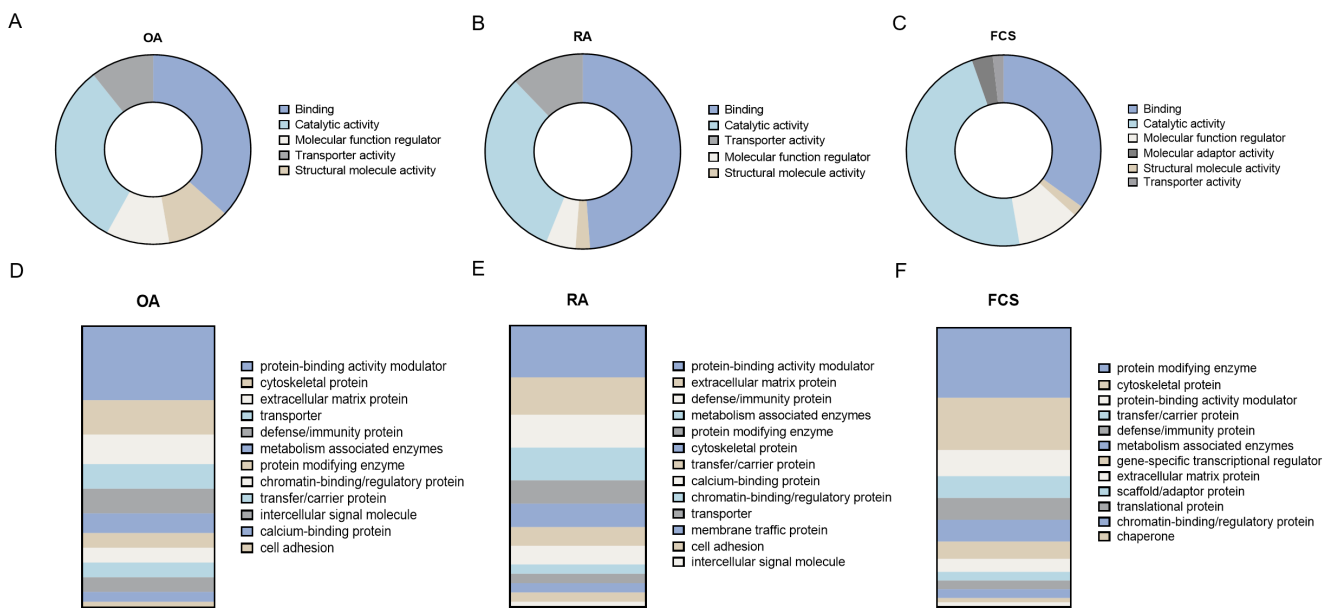 A
OA
Binding
Catalytic activity
Molecular function regulator
Transporter activity
Structural molecule activity
B
RA
Binding
Catalytic activity
Transporter activity
Molecular function regulator
Structural molecule activity
C
FCS
Binding
Catalytic activity
Molecular function regulator
Molecular adaptor activity
Structural molecule activity
Transporter activity
D
OA
protein-binding activity modulator
cytoskeletal protein
extracellular matrix protein
transporter
defense/immunity protein
metabolism associated enzymes
protein modifying enzyme
chromatin-binding/regulatory protein
transfer/carrier protein
intercellular signal molecule
calcium-binding protein
cell adhesion
E
RA
protein-binding activity modulator
extracellular matrix protein
defense/immunity protein
metabolism associated enzymes
protein modifying enzyme
cytoskeletal protein
transfer/carrier protein
calcium-binding protein
chromatin-binding/regulatory protein
transporter
membrane traffic protein
cell adhesion
intercellular signal molecule
F
FCS
protein modifying enzyme
cytoskeletal protein
protein-binding activity modulator
transfer/carrier protein
defense/immunity protein
metabolism associated enzymes
gene-specific transcriptional regulator
extracellular matrix protein
scaffold/adaptor protein
translational protein
chromatin-binding/regulatory protein
chaperone